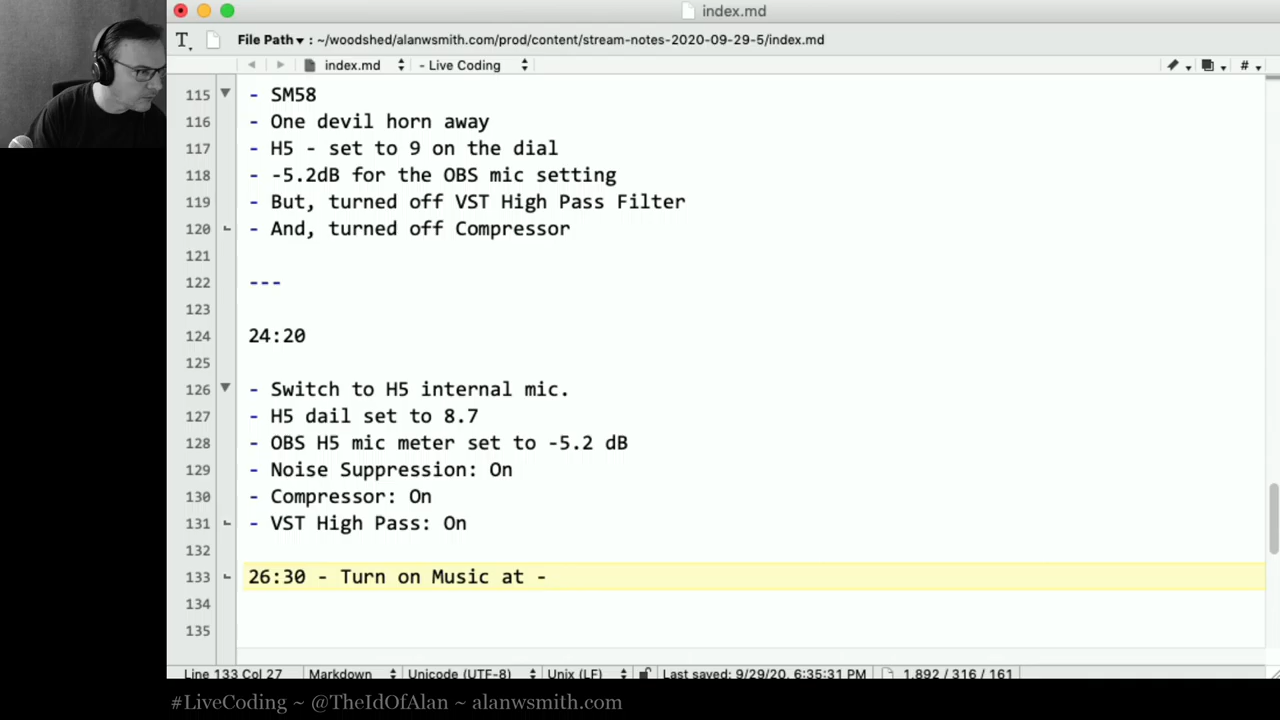 index.md
T. File Path▾ : ~/woodshed/alanwsmith.com/prod/content/stream-notes-2020-09-29-5/index.md
index.md - Live Coding #
115 - SM58
116 - One devil horn away
117 - H5 - set to 9 on the dial
118 - -5.2dB for the OBS mic setting
119 - But, turned off VST High Pass Filter
120 - And, turned off Compressor
121
122 ---
123
124 24:20
125
126 - Switch to H5 internal mic.
127 - H5 dail set to 8.7
128 - OBS H5 mic meter set to -5.2 dB
129 - Noise Suppression: On
130 - Compressor: On
131 - VST High Pass: On
132
133 26:30 - Turn on Music at -
134
135
Line 133 Col 27 Markdown Unicode (UTF-8) Unix (LF) Last saved: 9/29/20, 6:35:31 PM 1,892 / 316 / 161
#LiveCoding ~ @TheIdOfAlan ~ alanwsmith.com